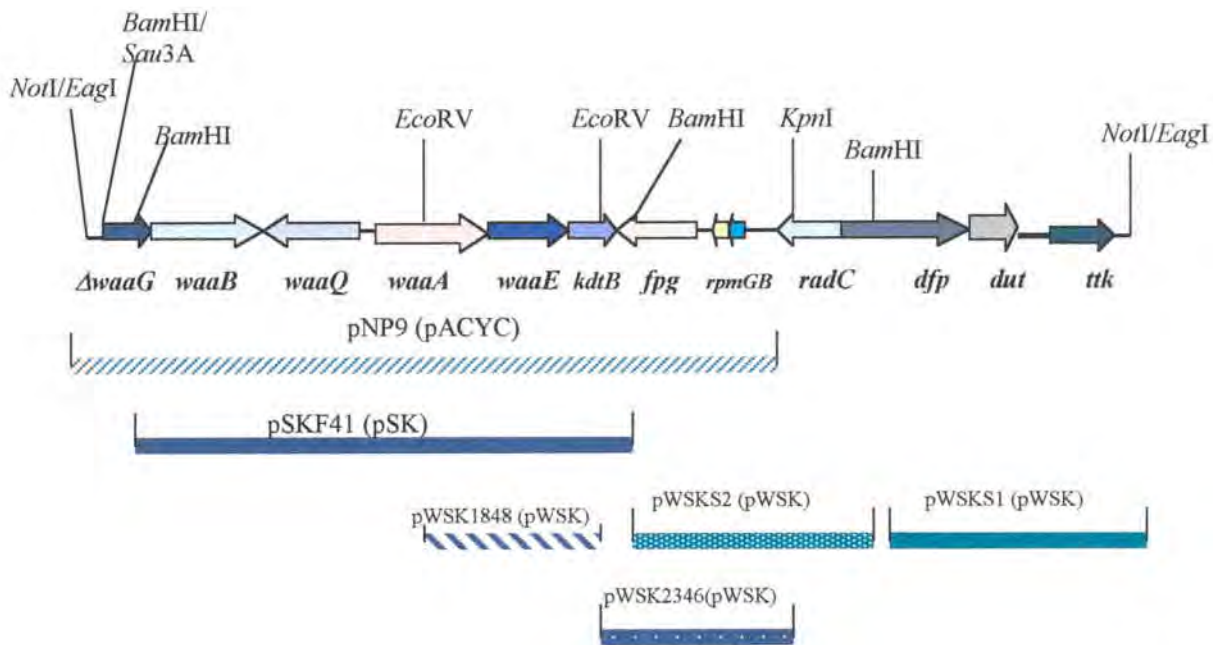 BamHI/
Sau3A
NotI/EagI
BamHI
EcoRV
EcoRV
BamHI
KpnI
BamHI
NotI/EagI
ΔwaaG waaB waaQ waaA waaE kdtB fpg rpmGB radC dfp dut ttk
pNP9 (pACYC)
pSKF41 (pSK)
pWSK1848 (pWSK)
pWSKS2 (pWSK)
pWSKS1 (pWSK)
pWSK2346(pWSK)